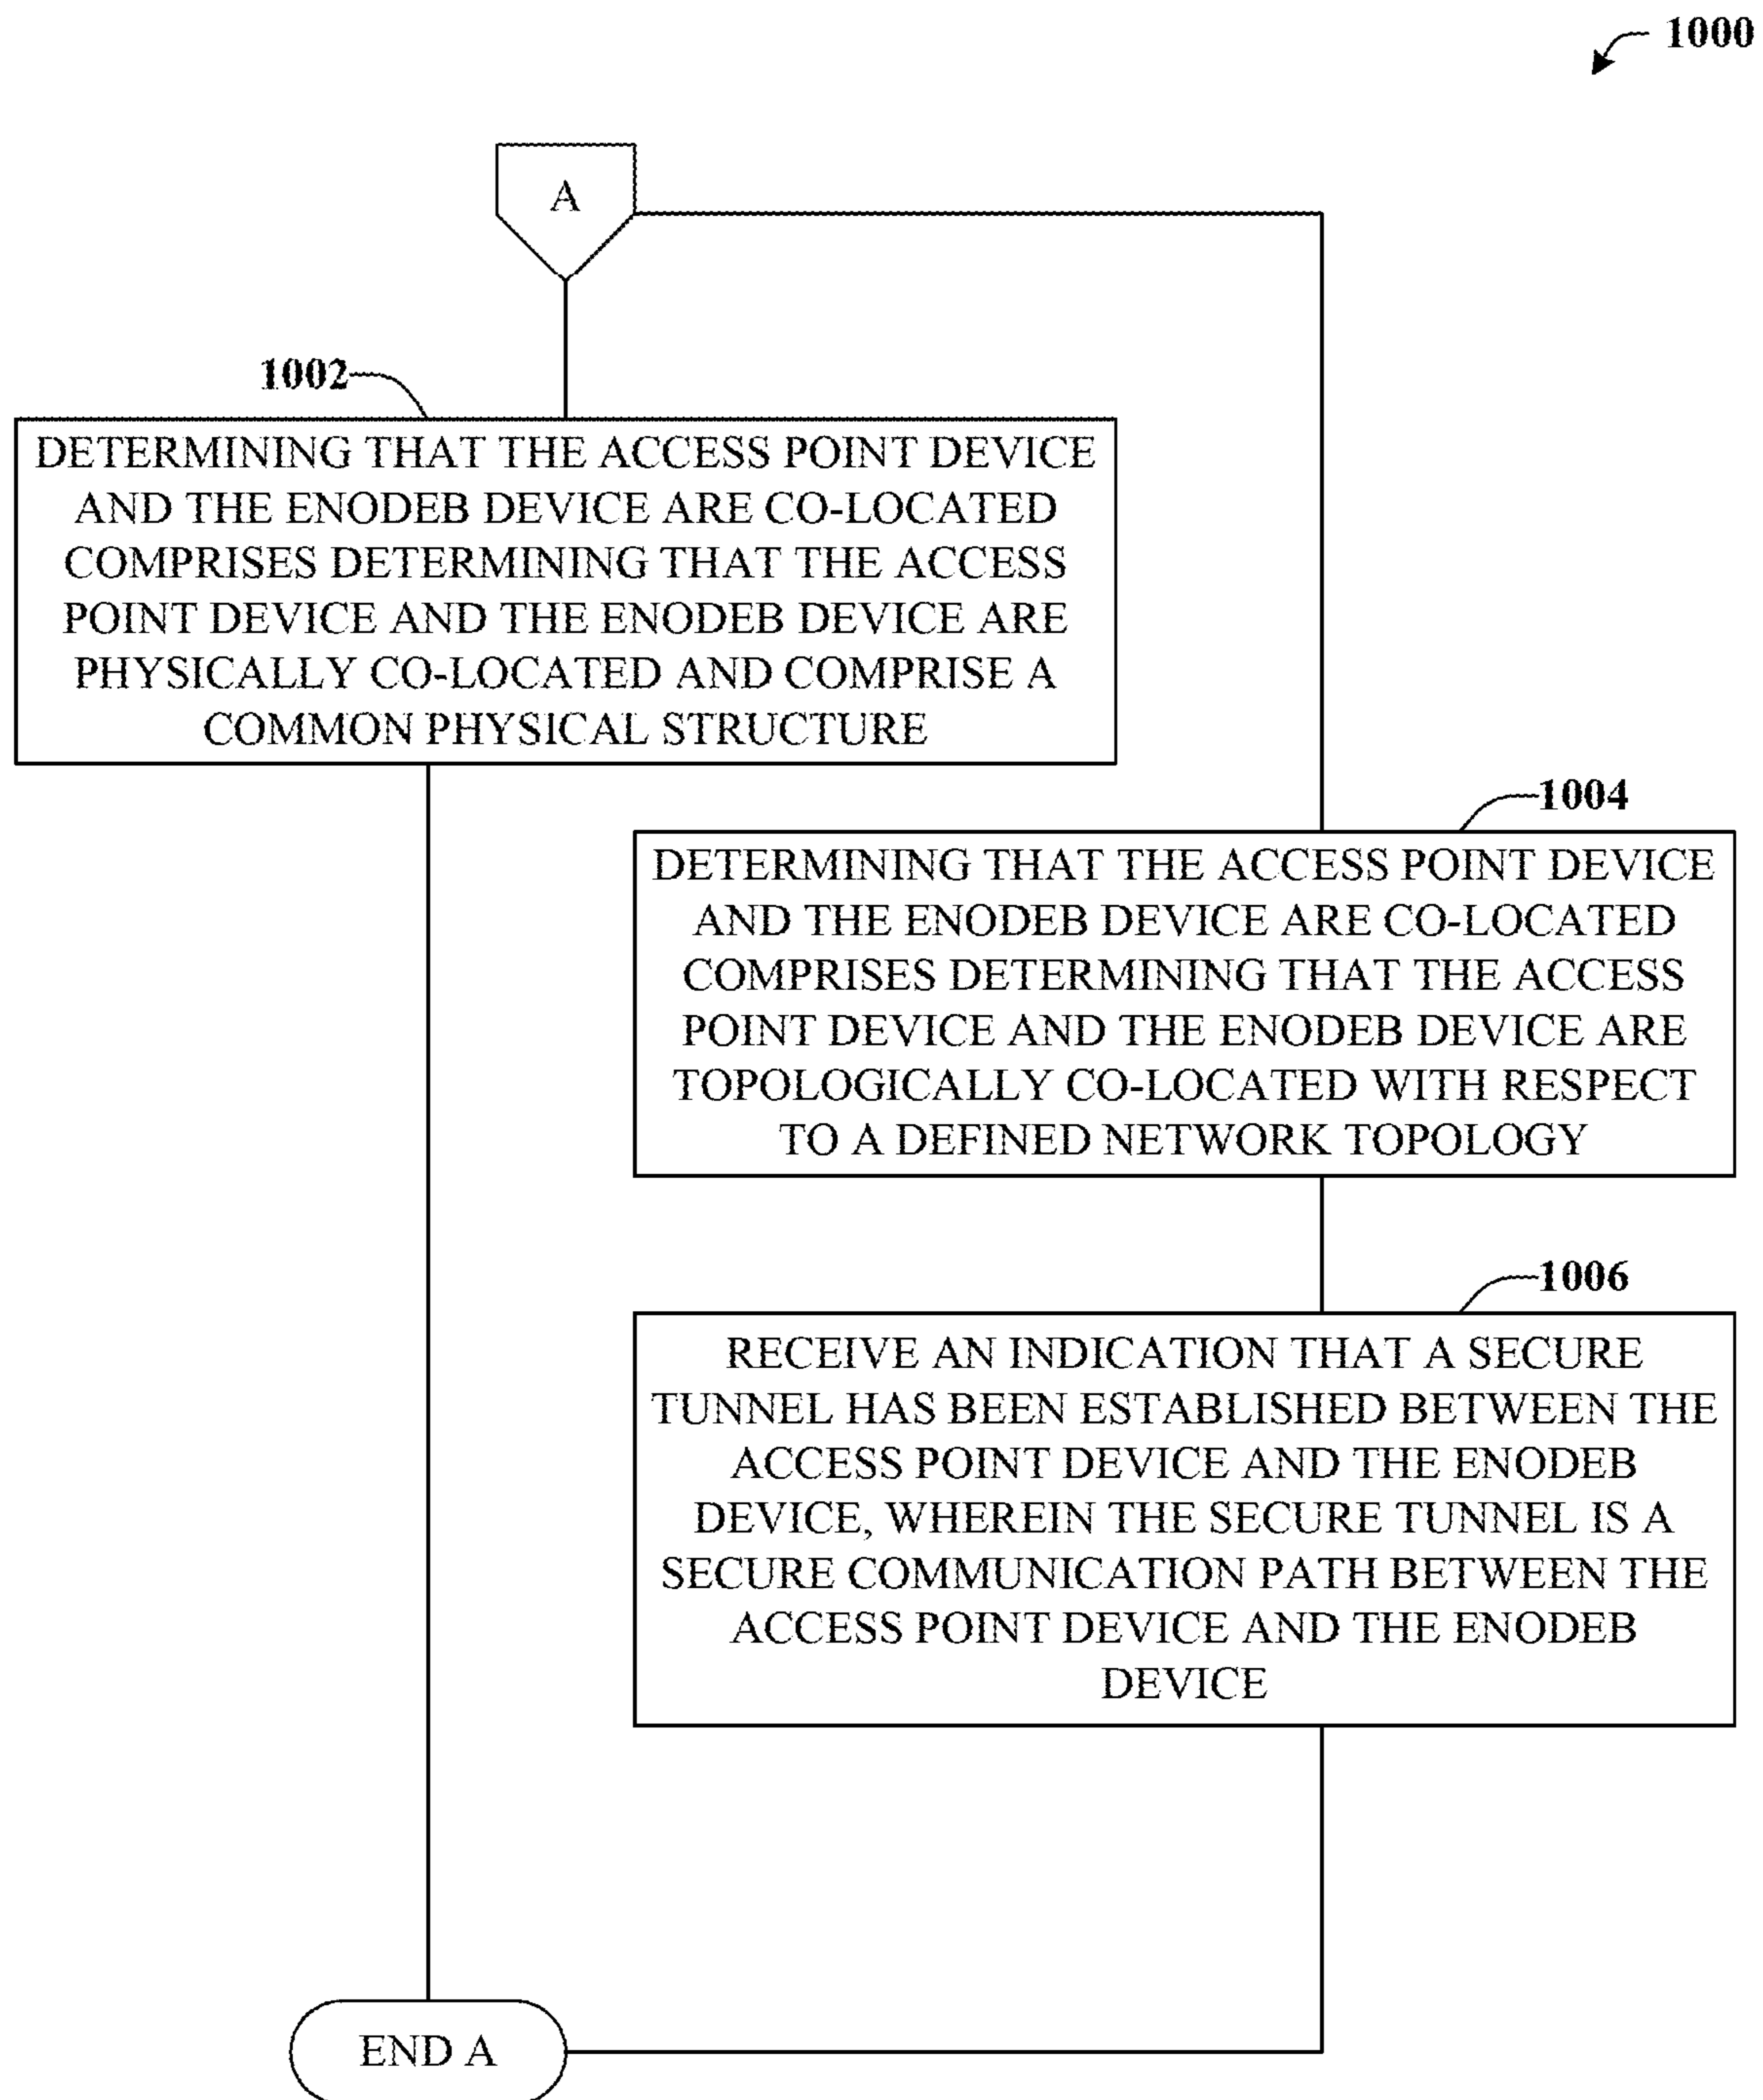 1000
A
1002
DETERMINING THAT THE ACCESS POINT DEVICE
AND THE ENODEB DEVICE ARE CO-LOCATED
COMPRISES DETERMINING THAT THE ACCESS
POINT DEVICE AND THE ENODEB DEVICE ARE
PHYSICALLY CO-LOCATED AND COMPRISE A
COMMON PHYSICAL STRUCTURE
1004
DETERMINING THAT THE ACCESS POINT DEVICE
AND THE ENODEB DEVICE ARE CO-LOCATED
COMPRISES DETERMINING THAT THE ACCESS
POINT DEVICE AND THE ENODEB DEVICE ARE
TOPOLOGICALLY CO-LOCATED WITH RESPECT
TO A DEFINED NETWORK TOPOLOGY
1006
RECEIVE AN INDICATION THAT A SECURE
TUNNEL HAS BEEN ESTABLISHED BETWEEN THE
ACCESS POINT DEVICE AND THE ENODEB
DEVICE, WHEREIN THE SECURE TUNNEL IS A
SECURE COMMUNICATION PATH BETWEEN THE
ACCESS POINT DEVICE AND THE ENODEB
DEVICE
END A